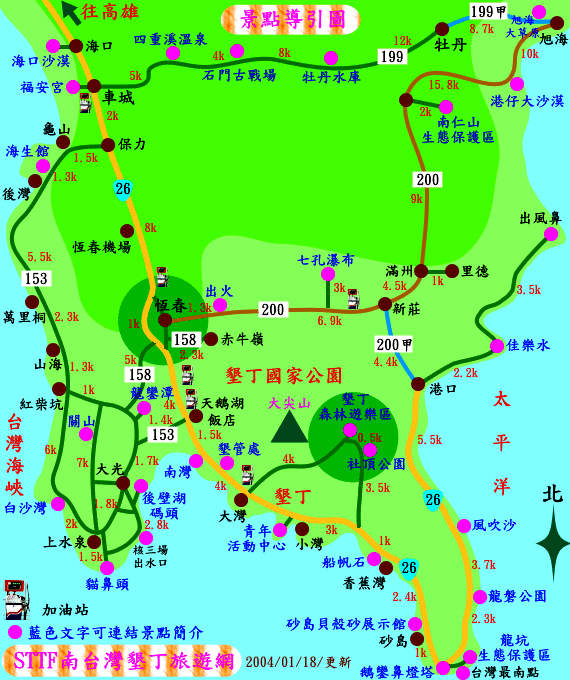 往高雄
景點導引圖
199甲
旭海
大草原
旭海
8.7k
海口
四重溪溫泉
4k
8k
12k
牡丹
海口沙漠
石門古戰場
牡丹水庫
199
10k
福安宮
車城
5k
15.8k
港仔大沙漠
2k
2k
南仁山
生態保護區
龜山
保力
海生館
1.5k
1.3k
後灣
26
200
9k
8k
恆春機場
出風鼻
5.5k
153
七孔瀑布
滿州
里德
1k
3k
4.5k
3.5k
萬里桐
2.3k
恆春
出火
1.3k
200
6.9k
新莊
1k
158
赤牛嶺
200甲
佳樂水
山海
2.3k
1.3k
5k
4.4k
2.2k
158
墾丁國家公園
紅柴坑
1k
龍鑾潭
4k
天鵝湖
飯店
大尖山
墾丁
森林遊樂區
港口
太平洋
台灣海峽
關山
1.4k
153
1.5k
0.5k
5.5k
6k
7k
1.7k
墾管處
4k
社頂公園
大光
南灣
4k
3.5k
白沙灣
1.8k
後壁湖
碼頭
墾丁
26
北
2k
2.8k
大灣
青年
活動中心
小灣
3k
風吹沙
上水泉
核三場
出水口
1k
1.5k
船帆石
26
3.7k
貓鼻頭
香蕉灣
2.4k
龍磐公園
加油站
2.3k
砂島貝殼砂展示館
藍色文字可連結景點簡介
砂島
1k
龍坑
生態保護區
STTF南台灣墾丁旅遊網
2004/01/18/更新
鵝鑾鼻燈塔
台灣最南點